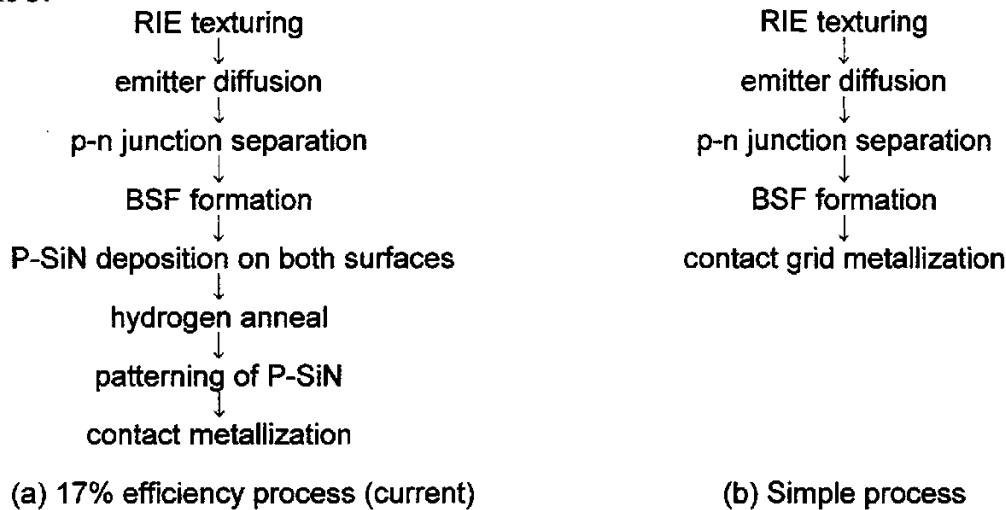 RIE texturing
emitter diffusion
p-n junction separation
BSF formation
P-SiN deposition on both surfaces
hydrogen anneal
patterning of P-SiN
contact metallization
(a) 17% efficiency process (current)
RIE texturing
emitter diffusion
p-n junction separation
BSF formation
contact grid metallization
(b) Simple process